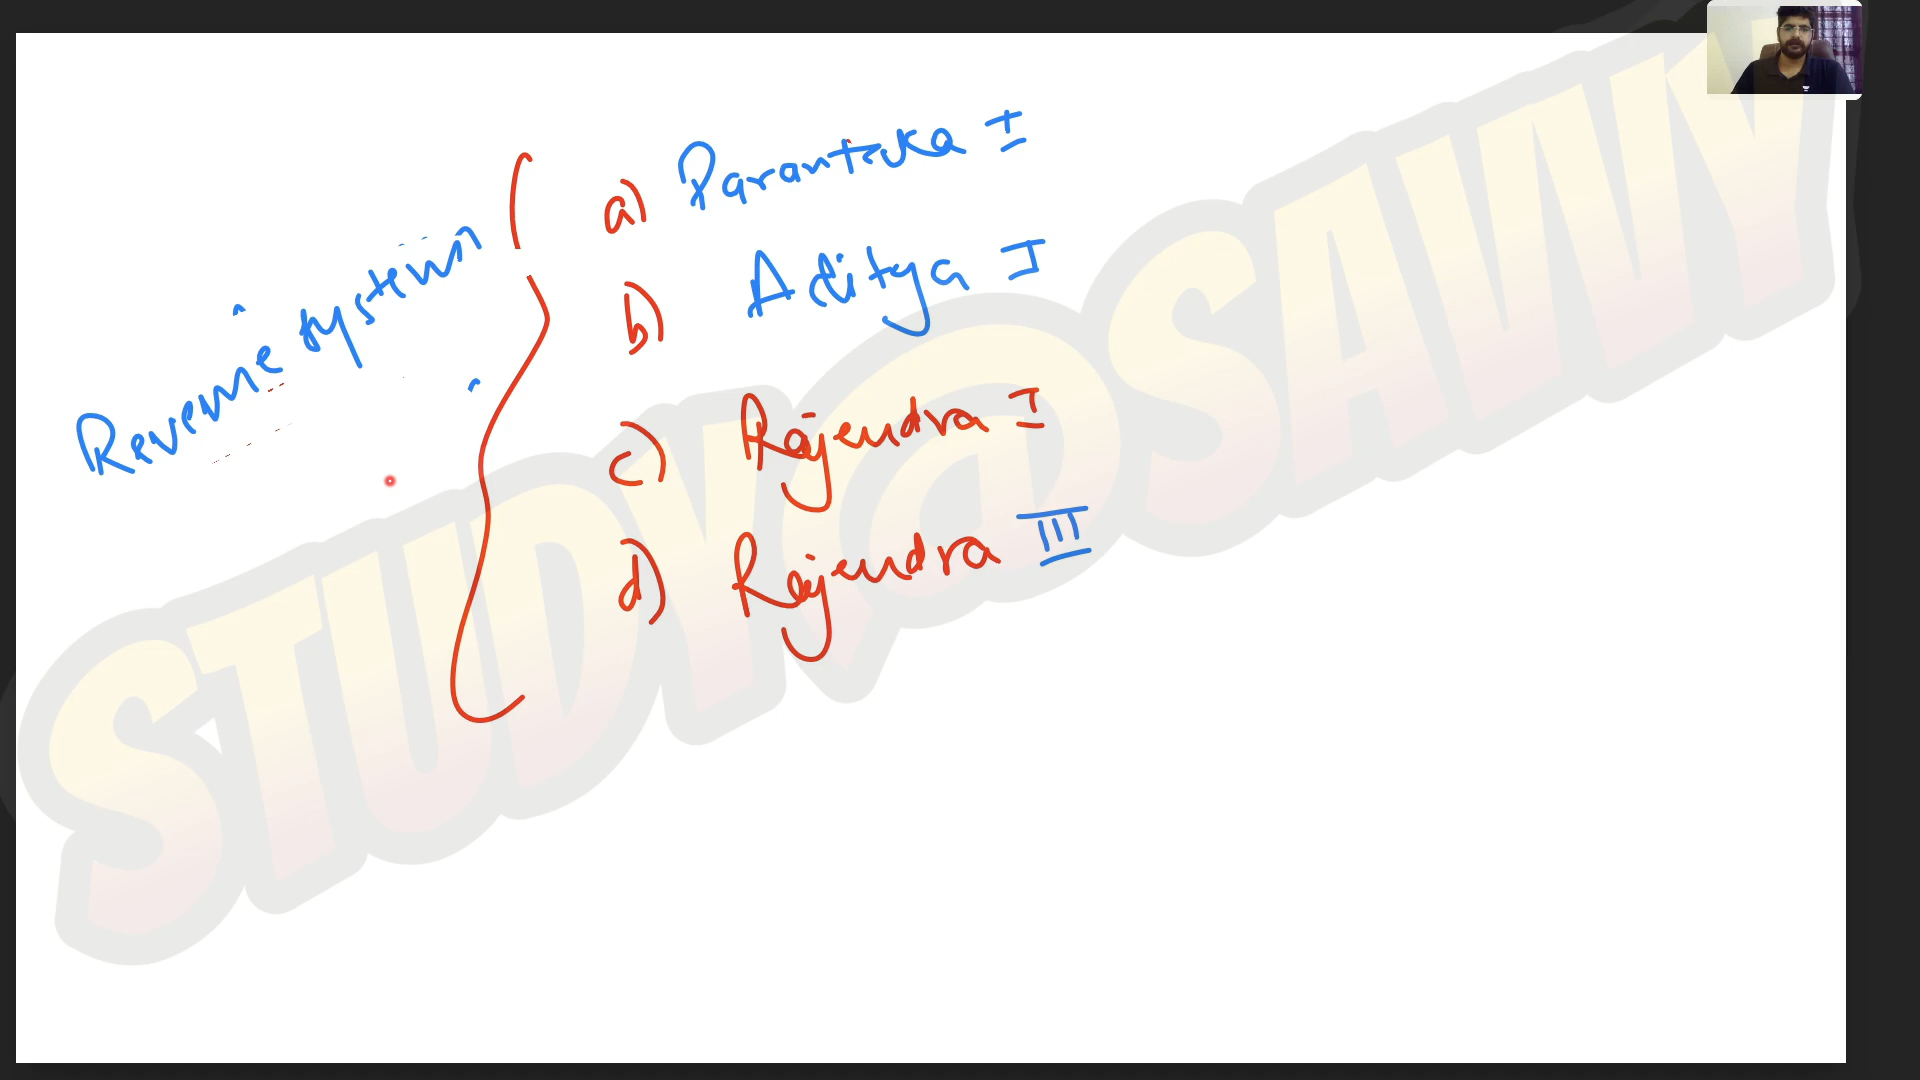 Revenue system
a) Parantaka I
b) Aditya I
c) Rajendra I
d) Rajendra III
STUDY@SAVVY